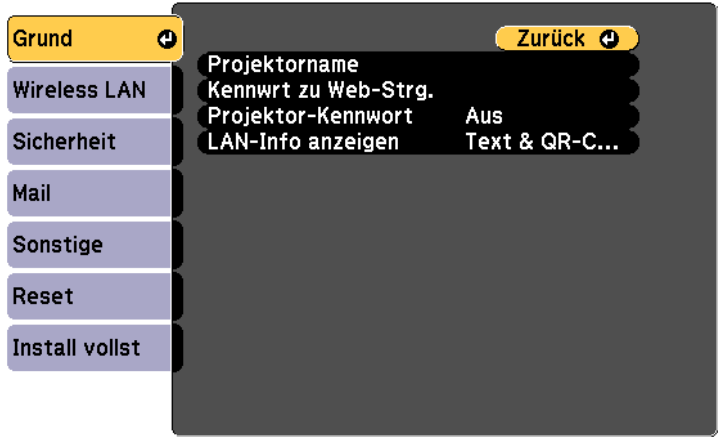 Grund
Wireless LAN
Sicherheit
Mail
Sonstige
Reset
Install vollst
Zurück
Projektorname
Kennwrt zu Web-Strg.
Projektor-Kennwort Aus
LAN-Info anzeigen Text & QR-C...